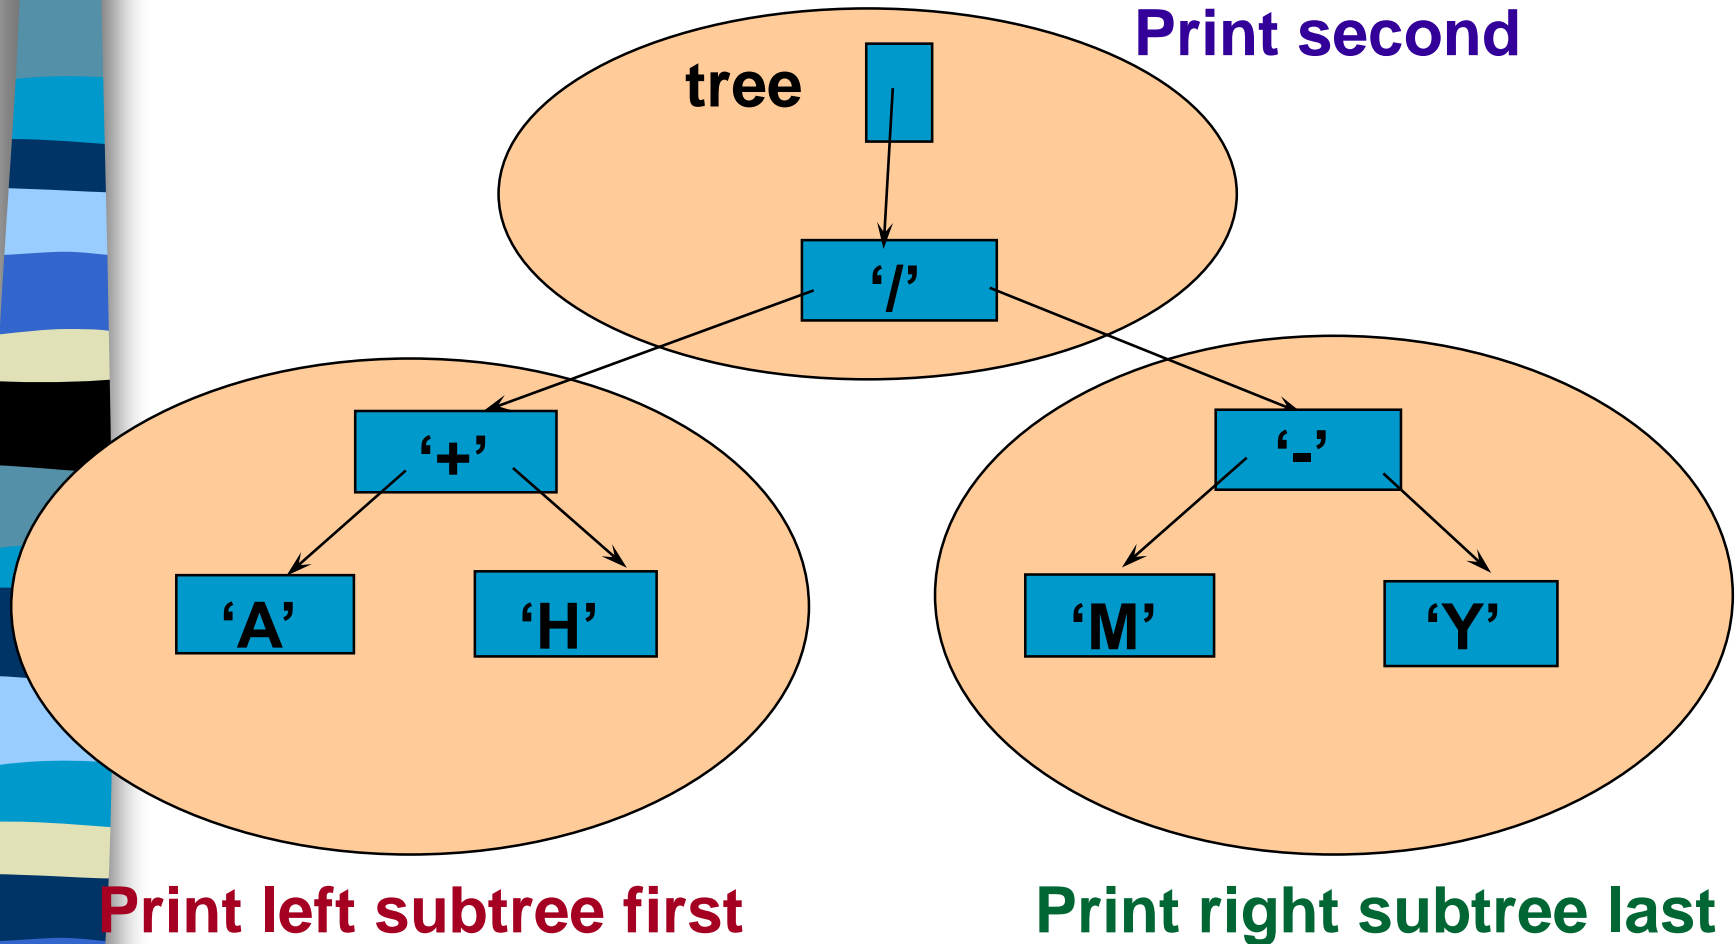 Print second
tree
‘/’
‘+’
‘-’
‘A’
‘H’
‘M’
‘Y’
Print left subtree first
Print right subtree last